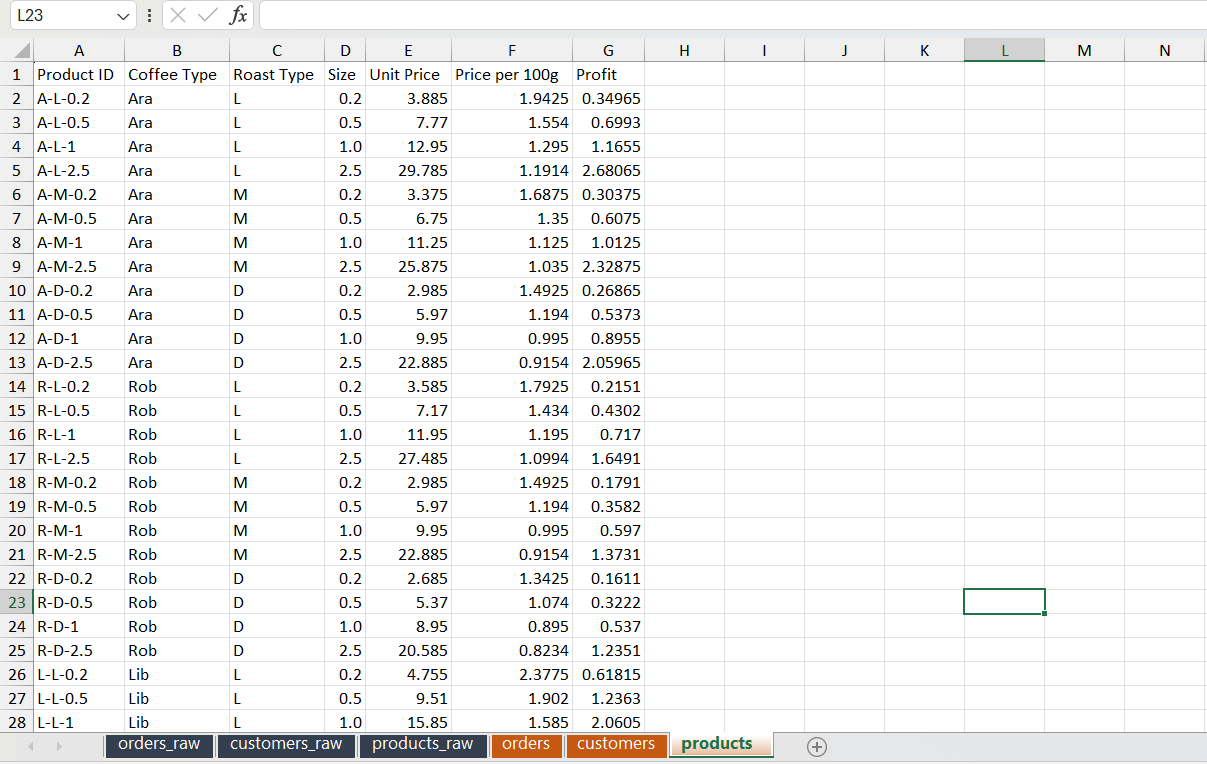 L23 fx
A B C D E F G H I J K L M N
1 Product ID Coffee Type Roast Type Size Unit Price Price per 100g Profit
2 A-L-0.2 Ara L 0.2 3.885 1.9425 0.34965
3 A-L-0.5 Ara L 0.5 7.77 1.554 0.6993
4 A-L-1 Ara L 1.0 12.95 1.295 1.1655
5 A-L-2.5 Ara L 2.5 29.785 1.1914 2.68065
6 A-M-0.2 Ara M 0.2 3.375 1.6875 0.30375
7 A-M-0.5 Ara M 0.5 6.75 1.35 0.6075
8 A-M-1 Ara M 1.0 11.25 1.125 1.0125
9 A-M-2.5 Ara M 2.5 25.875 1.035 2.32875
10 A-D-0.2 Ara D 0.2 2.985 1.4925 0.26865
11 A-D-0.5 Ara D 0.5 5.97 1.194 0.5373
12 A-D-1 Ara D 1.0 9.95 0.995 0.8955
13 A-D-2.5 Ara D 2.5 22.885 0.9154 2.05965
14 R-L-0.2 Rob L 0.2 3.585 1.7925 0.2151
15 R-L-0.5 Rob L 0.5 7.17 1.434 0.4302
16 R-L-1 Rob L 1.0 11.95 1.195 0.717
17 R-L-2.5 Rob L 2.5 27.485 1.0994 1.6491
18 R-M-0.2 Rob M 0.2 2.985 1.4925 0.1791
19 R-M-0.5 Rob M 0.5 5.97 1.194 0.3582
20 R-M-1 Rob M 1.0 9.95 0.995 0.597
21 R-M-2.5 Rob M 2.5 22.885 0.9154 1.3731
22 R-D-0.2 Rob D 0.2 2.685 1.3425 0.1611
23 R-D-0.5 Rob D 0.5 5.37 1.074 0.3222
24 R-D-1 Rob D 1.0 8.95 0.895 0.537
25 R-D-2.5 Rob D 2.5 20.585 0.8234 1.2351
26 L-L-0.2 Lib L 0.2 4.755 2.3775 0.61815
27 L-L-0.5 Lib L 0.5 9.51 1.902 1.2363
28 L-L-1 Lib L 1.0 15.85 1.585 2.0605
orders_raw customers_raw products_raw orders customers products